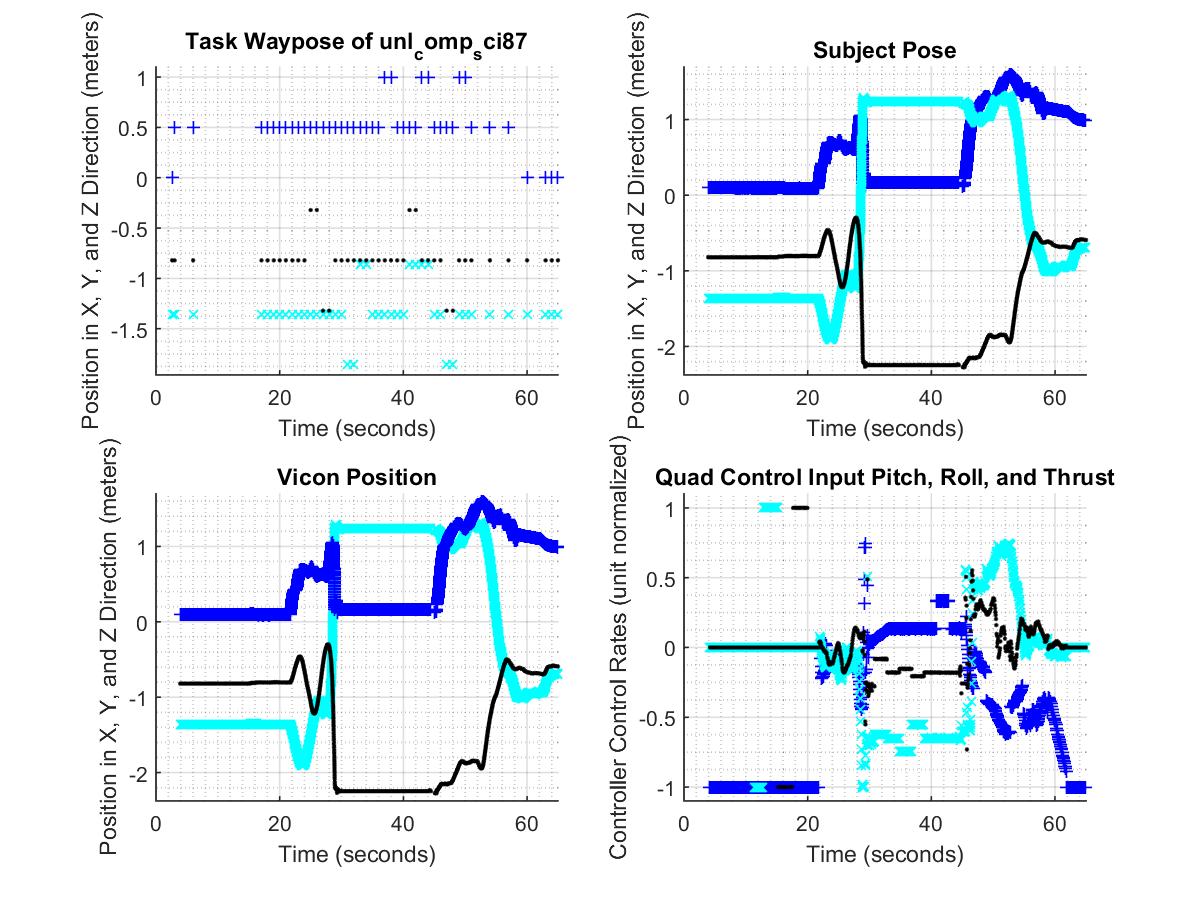 Task Waypose of unl_comp_sci87
Position in X, Y, and Z Direction (meters)
1
0.5
0
-0.5
-1
-1.5
0 20 40 60
Time (seconds)
Subject Pose
Position in X, Y, and Z Direction (meters)
1
0
-1
-2
0 20 40 60
Time (seconds)
Vicon Position
Position in X, Y, and Z Direction (meters)
1
0
-1
-2
0 20 40 60
Time (seconds)
Quad Control Input Pitch, Roll, and Thrust
Controller Control Rates (unit normalized)
1
0.5
0
-0.5
-1
0 20 40 60
Time (seconds)